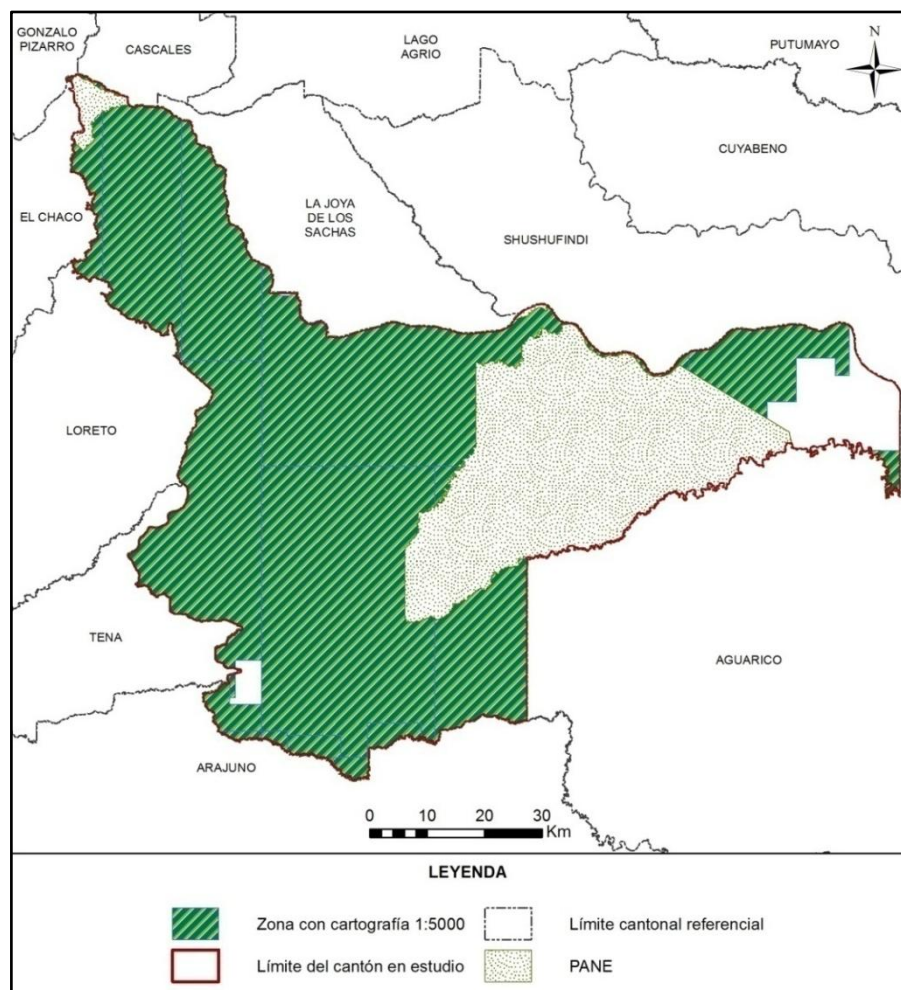 GONZALO
PIZARRO
CASCALES
LAGO
AGRIO
PUTUMAYO
N
CUYABENO
EL CHACO
LA JOYA
DE LOS
SACHAS
SHUSHUFINDI
LORETO
TENA
AGUARICO
ARAJUNO
0 10 20 30
Km
LEYENDA
Zona con cartografía 1:5000
Límite cantonal referencial
Límite del cantón en estudio
PANE